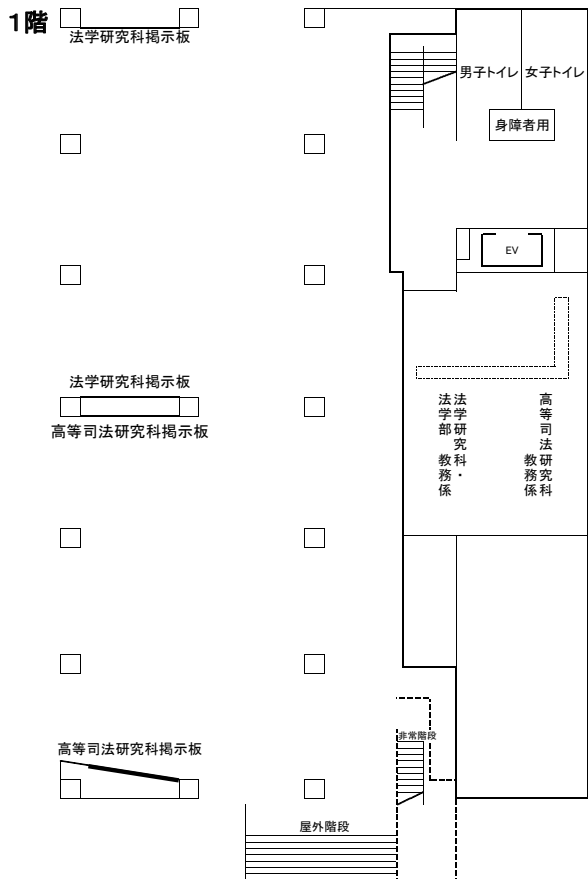 1階
法学研究科掲示板
男子トイレ
女子トイレ
身障者用
EV
法学研究科掲示板
高等司法研究科掲示板
法学研究科・
法学部 教務係
高等司法研究科
教務係
非常階段
高等司法研究科掲示板
屋外階段